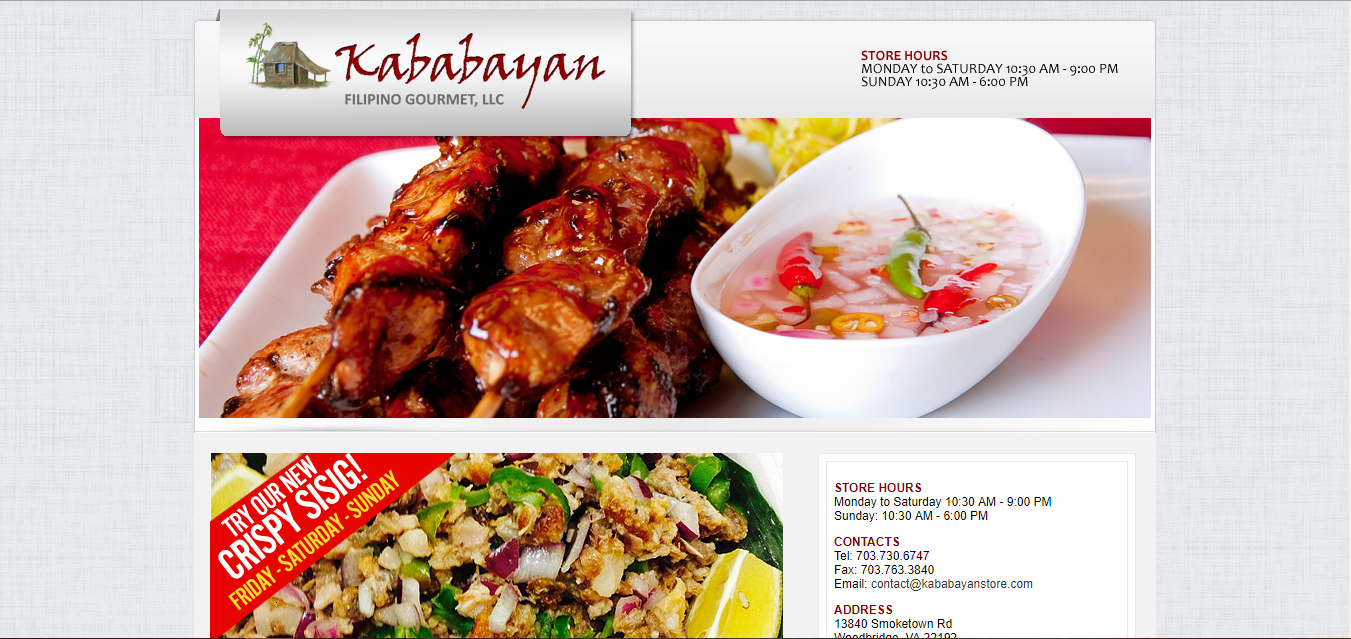 Kababayan
FILIPINO GOURMET, LLC
STORE HOURS
MONDAY to SATURDAY 10:30 AM - 9:00 PM
SUNDAY 10:30 AM - 6:00 PM
TRY OUR NEW
CRISPY SISIG!
FRIDAY - SATURDAY - SUNDAY
STORE HOURS
Monday to Saturday 10:30 AM - 9:00 PM
Sunday: 10:30 AM - 6:00 PM
CONTACTS
Tel: 703.730.6747
Fax: 703.763.3840
Email: contact@kababayanstore.com
ADDRESS
13840 Smoketown Rd
Woodbridge, VA 22192